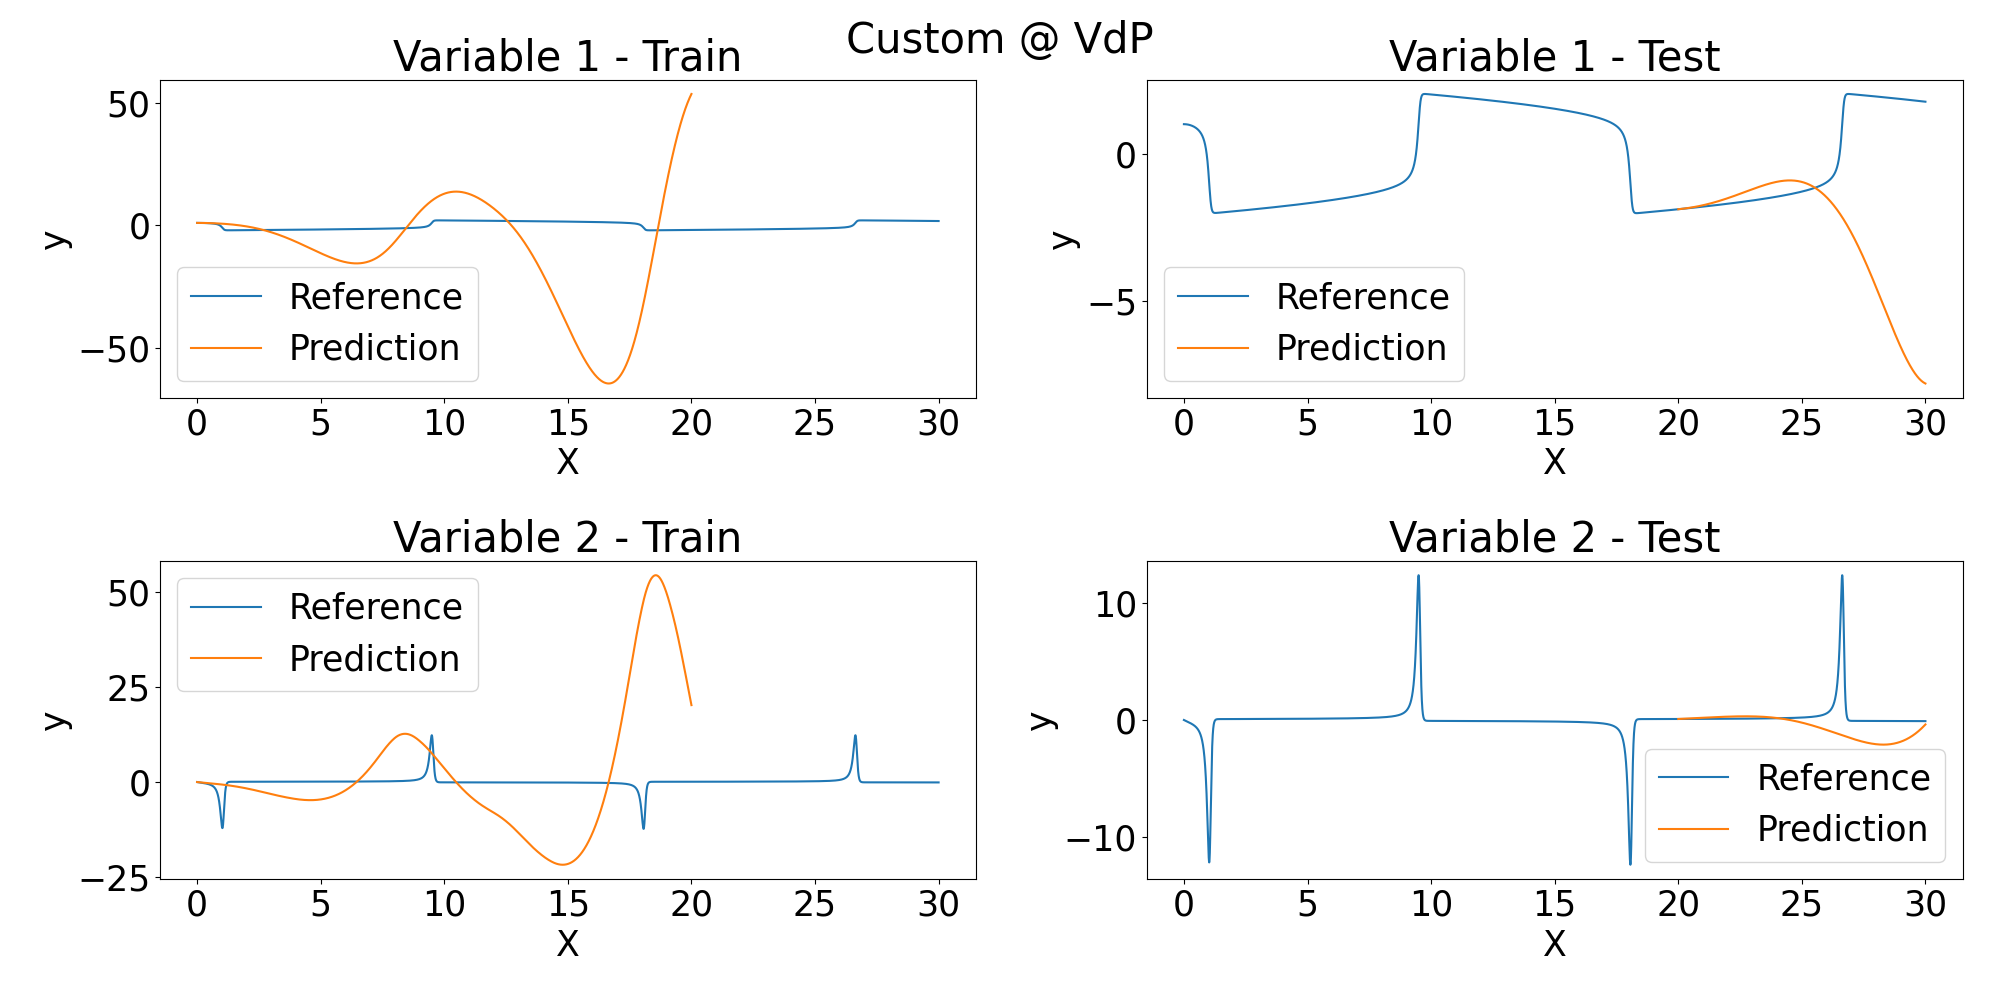 Custom @ VdP
Variable 1 - Train
50
0
−50
y
Reference
Prediction
0 5 10 15 20 25 30
X
Variable 1 - Test
0
−5
y
Reference
Prediction
0 5 10 15 20 25 30
X
Variable 2 - Train
50
25
0
−25
y
Reference
Prediction
0 5 10 15 20 25 30
X
Variable 2 - Test
10
0
−10
y
Reference
Prediction
0 5 10 15 20 25 30
X